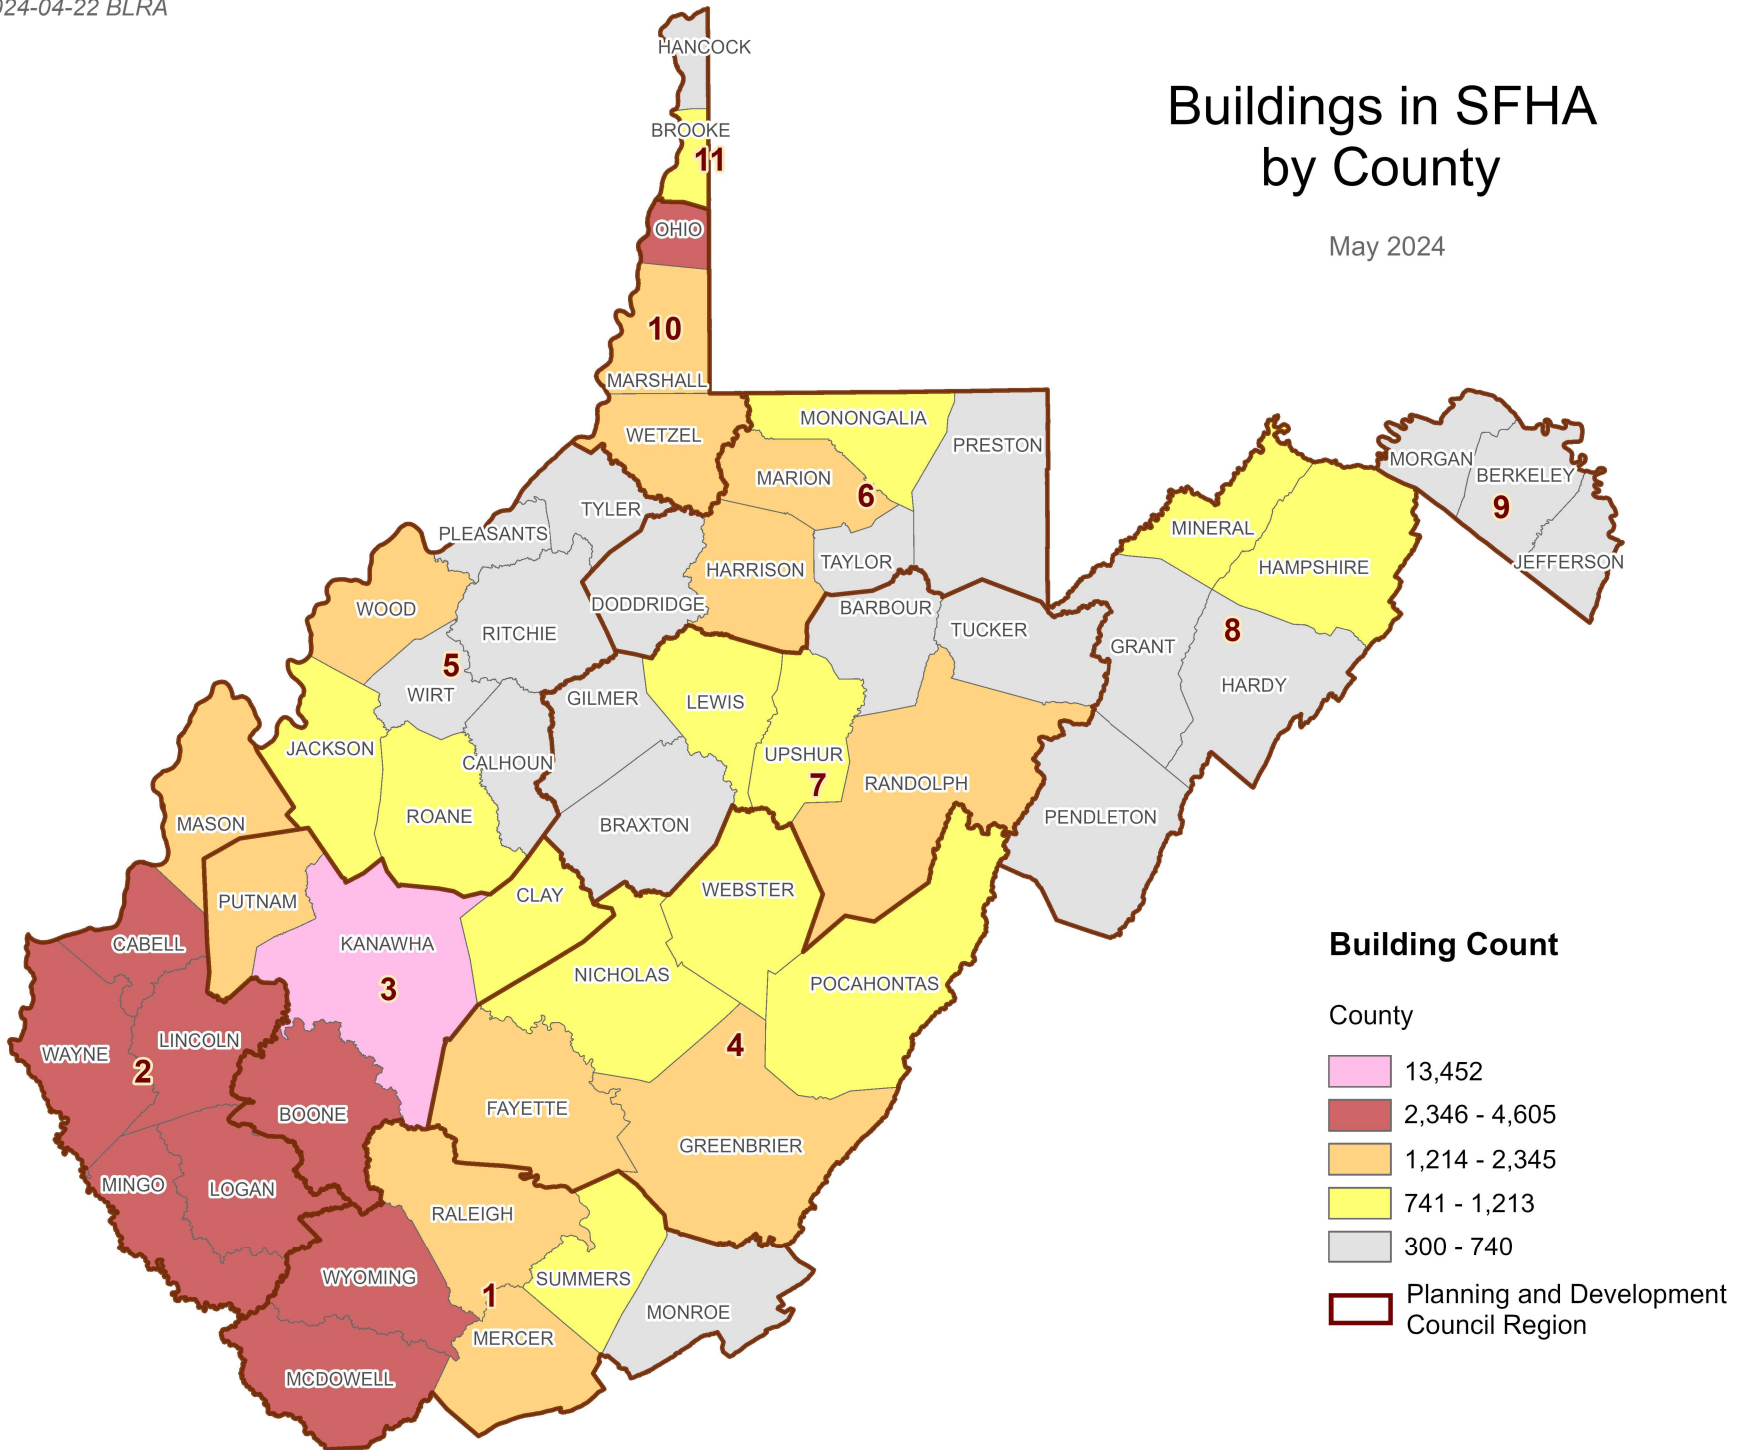 024-04-22 BLRA
Buildings in SFHA
by County
May 2024
HANCOCK
BROOKE
11
OHIO
10
MARSHALL
WETZEL
MONONGALIA
PRESTON
MARION
6
TYLER
PLEASANTS
HARRISON
TAYLOR
MORGAN
BERKELEY
9
JEFFERSON
MINERAL
HAMPSHIRE
WOOD
DODDRIDGE
BARBOUR
TUCKER
RITCHIE
5
WIRT
GRANT
8
HARDY
GILMER
LEWIS
JACKSON
CALHOUN
UPSHUR
7
RANDOLPH
MASON
ROANE
BRAXTON
PENDLETON
PUTNAM
CLAY
WEBSTER
CABELL
KANAWHA
3
NICHOLAS
POCAHONTAS
WAYNE
LINCOLN
2
4
BOONE
FAYETTE
GREENBRIER
MINGO
LOGAN
RALEIGH
WYOMING
1
SUMMERS
MONROE
MERCER
MCDOWELL
Building Count
County
13,452
2,346 - 4,605
1,214 - 2,345
741 - 1,213
300 - 740
Planning and Development
Council Region